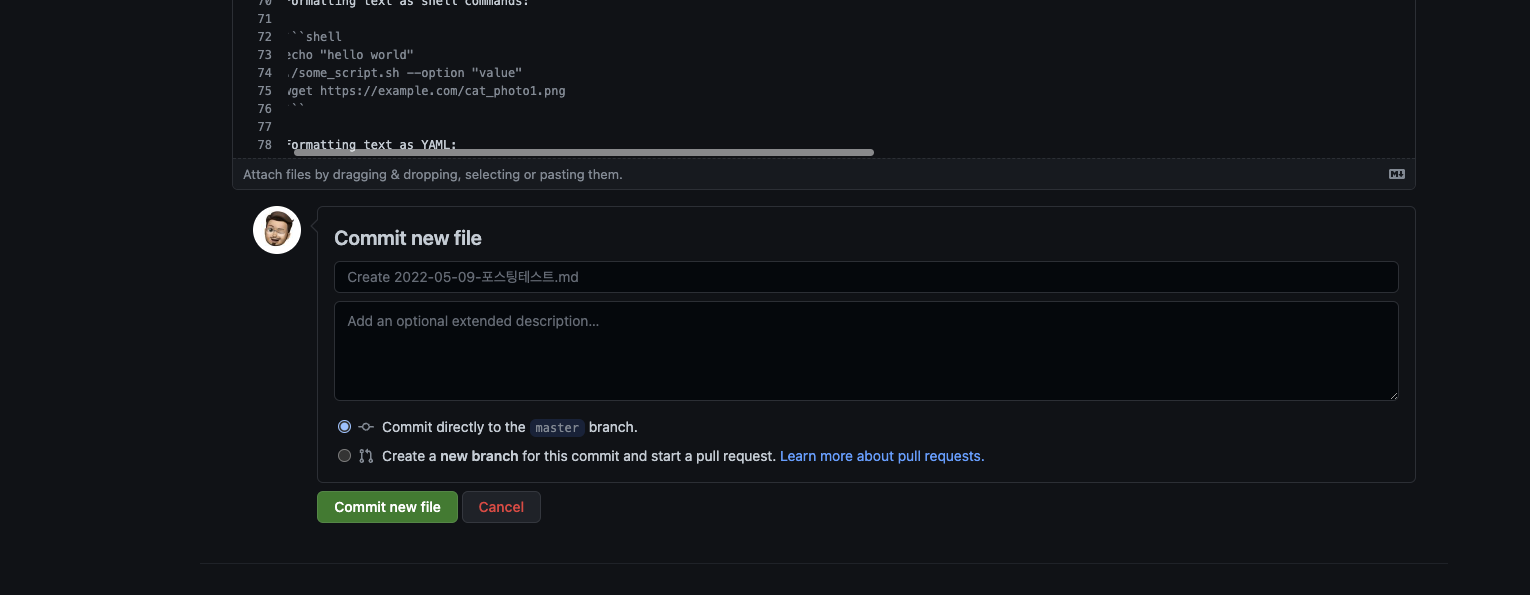 70 formatting text as shell commands:
71
72 ```shell
73 echo "hello world"
74 ./some_script.sh --option "value"
75 wget https://example.com/cat_photo1.png
76 ```
77
78 Formatting text as YAML:
Attach files by dragging & dropping, selecting or pasting them.
Commit new file
Create 2022-05-09-포스팅테스트.md
Add an optional extended description...
Commit directly to the master branch.
Create a new branch for this commit and start a pull request. Learn more about pull requests.
Commit new file Cancel